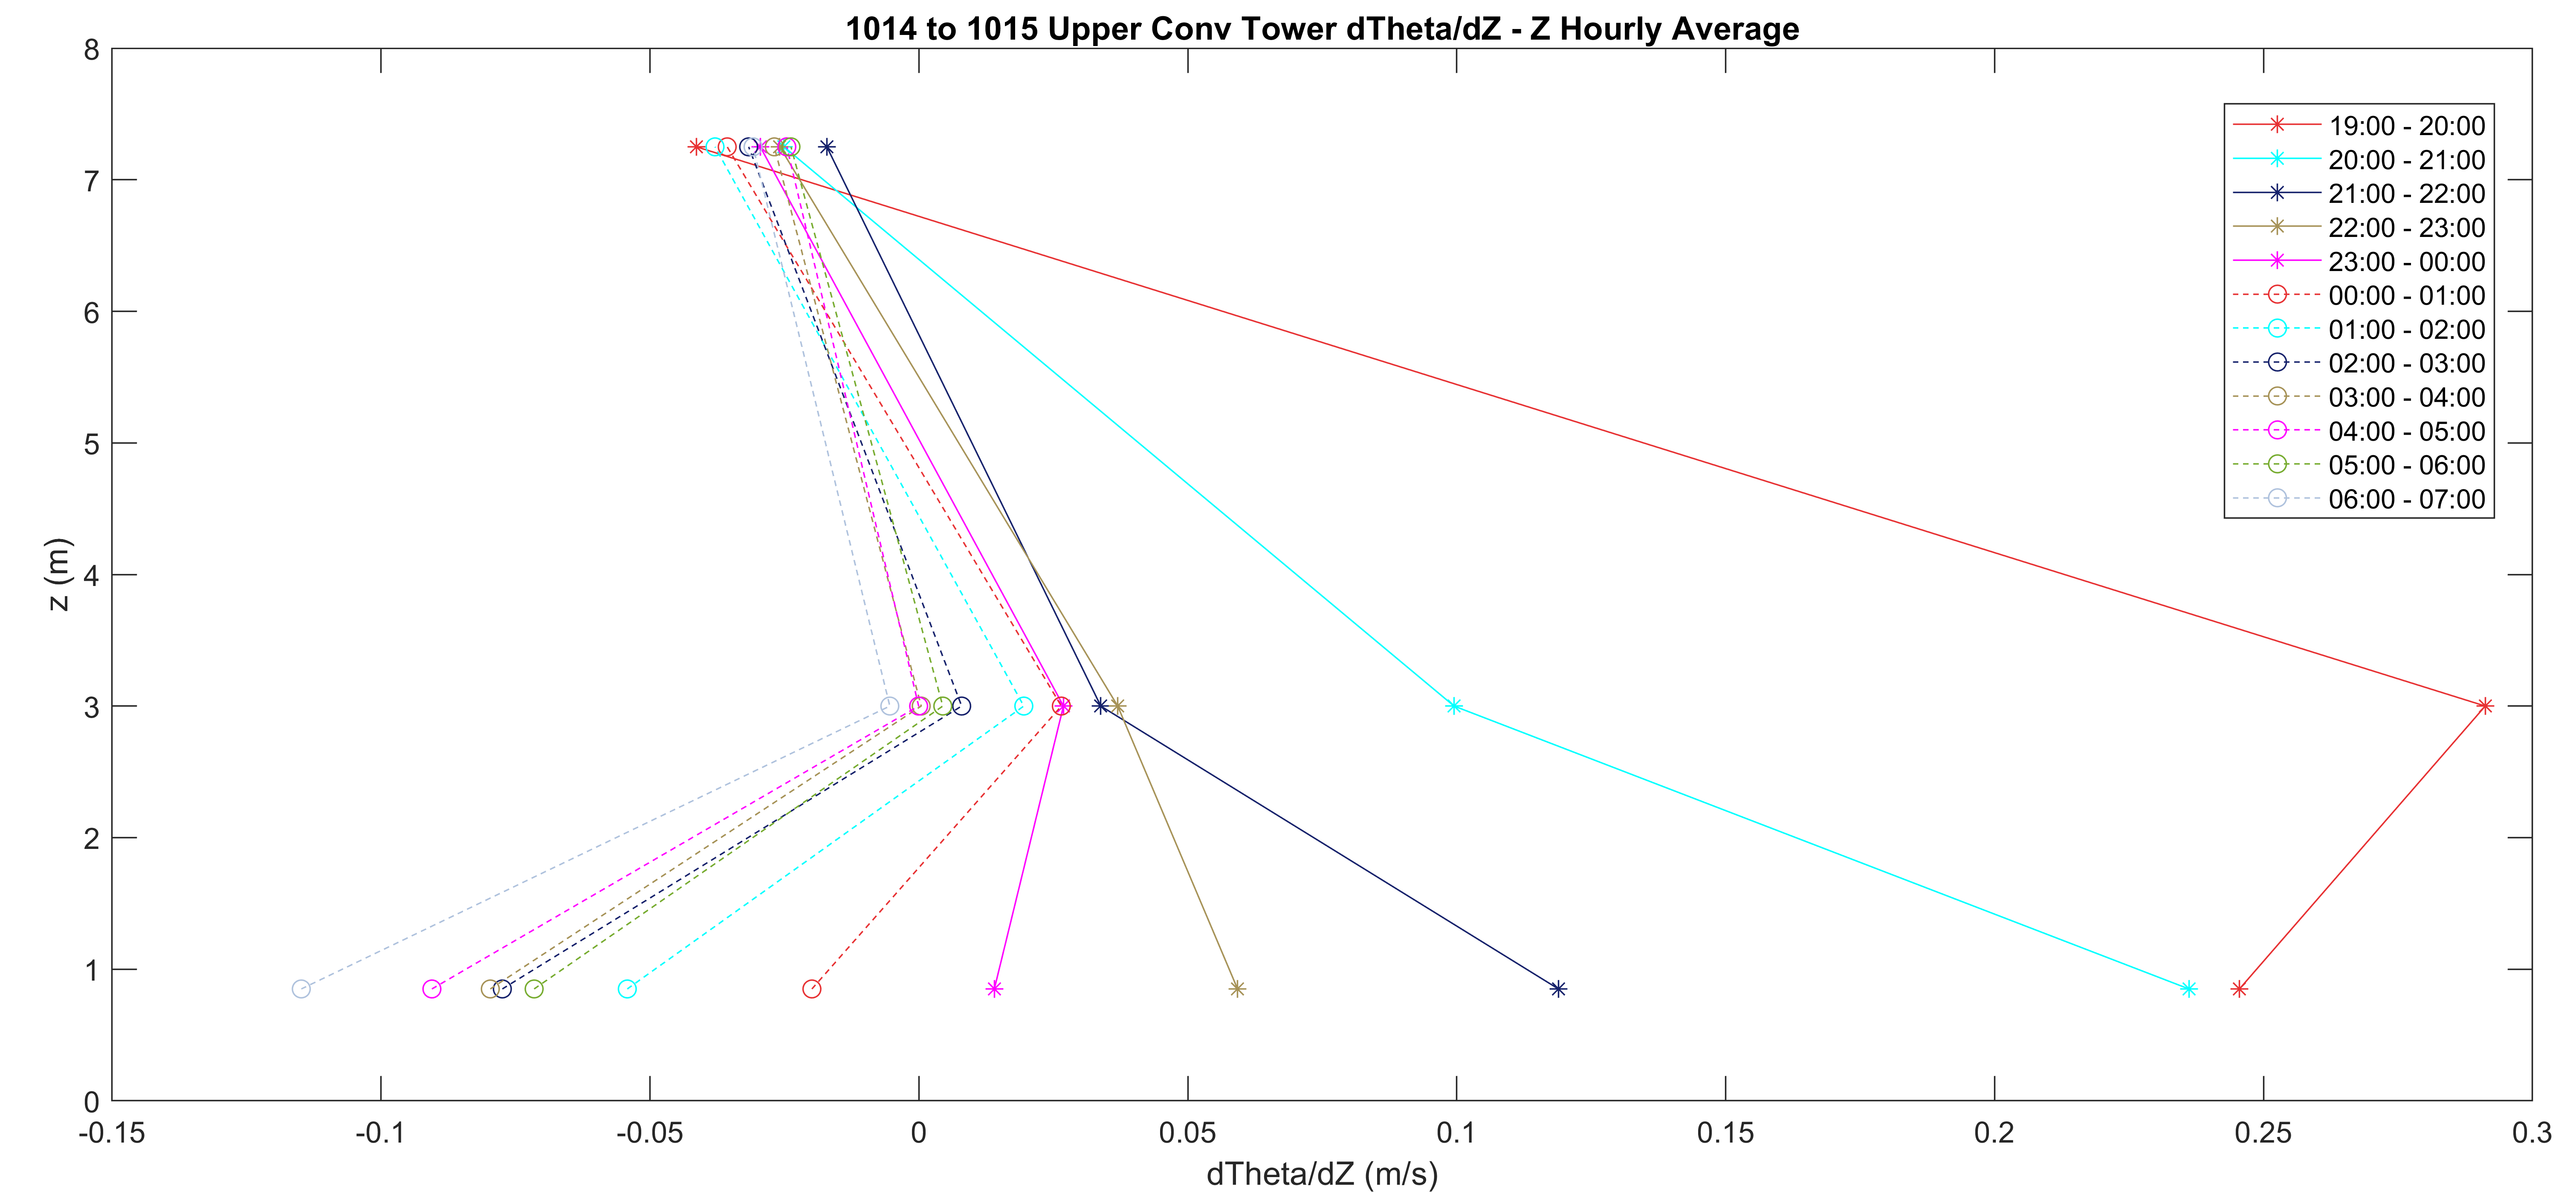 1014 to 1015 Upper Conv Tower dTheta/dZ - Z Hourly Average
8
7
6
5
4
3
2
1
0
z (m)
19:00 - 20:00
20:00 - 21:00
21:00 - 22:00
22:00 - 23:00
23:00 - 00:00
00:00 - 01:00
01:00 - 02:00
02:00 - 03:00
03:00 - 04:00
04:00 - 05:00
05:00 - 06:00
06:00 - 07:00
-0.15 -0.1 -0.05 0 0.05 0.1 0.15 0.2 0.25 0.3
dTheta/dZ (m/s)